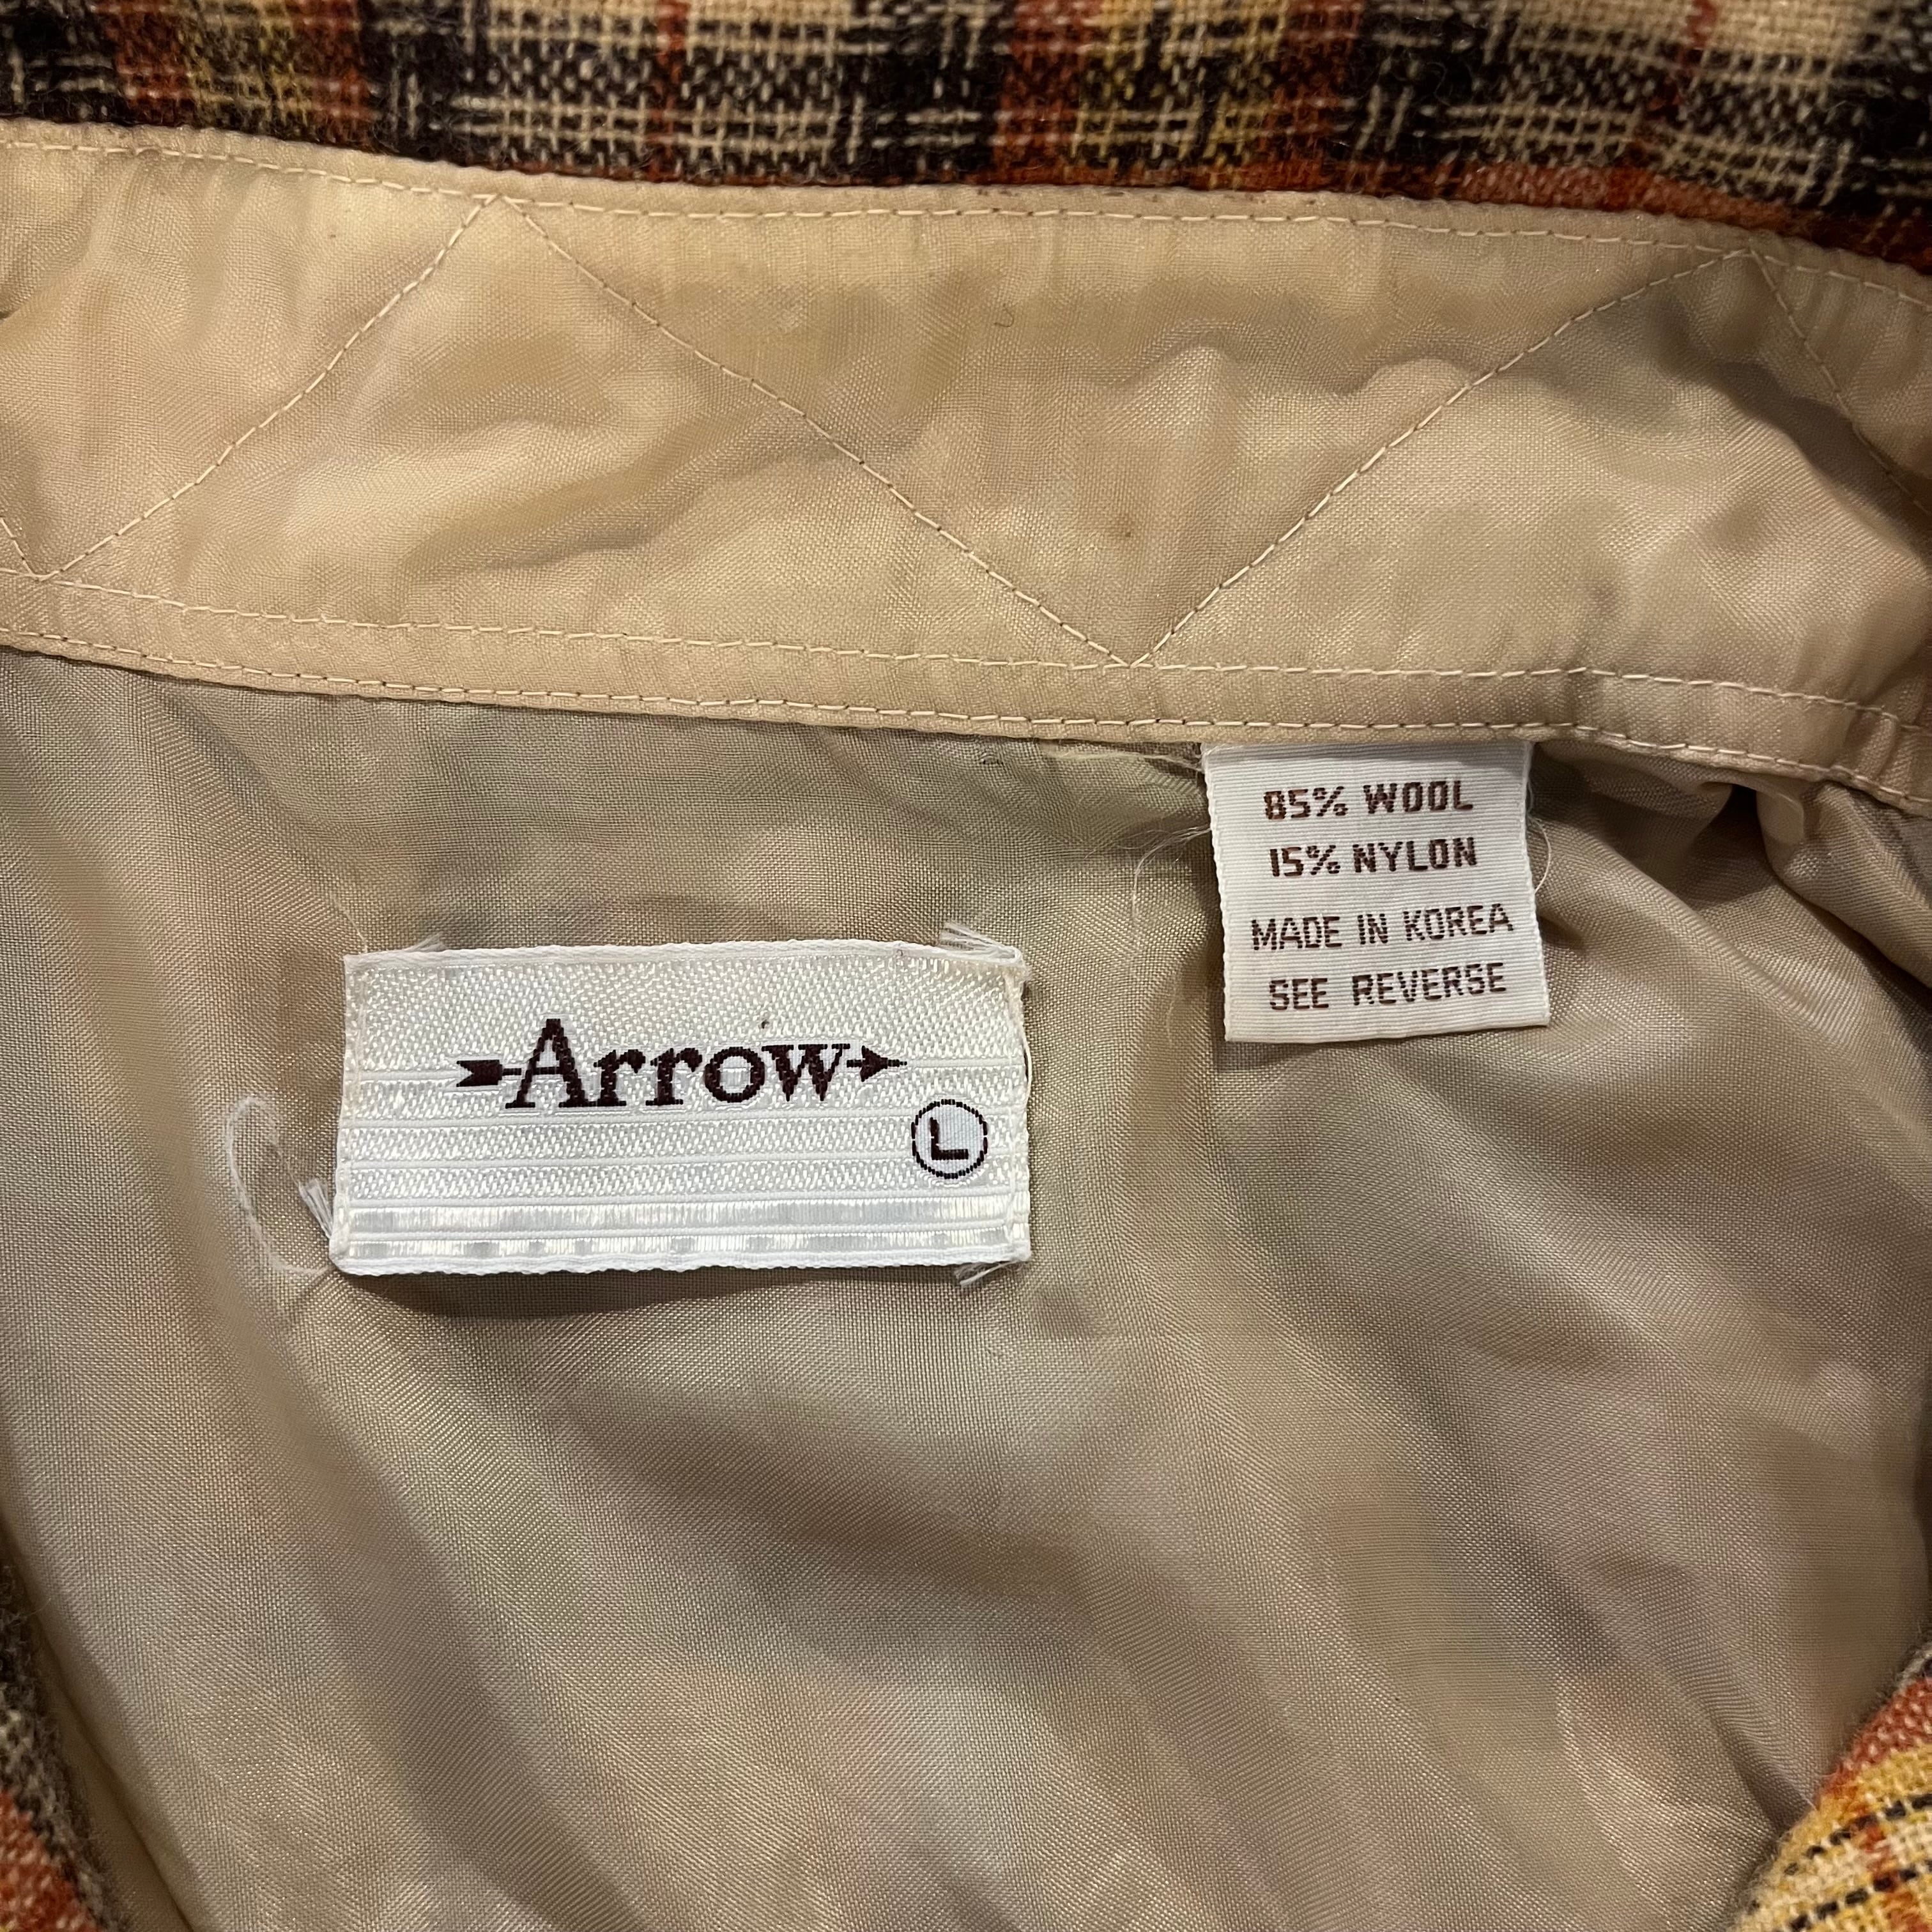 Arrow
L
85% WOOL
15% NYLON
MADE IN KOREA
SEE REVERSE